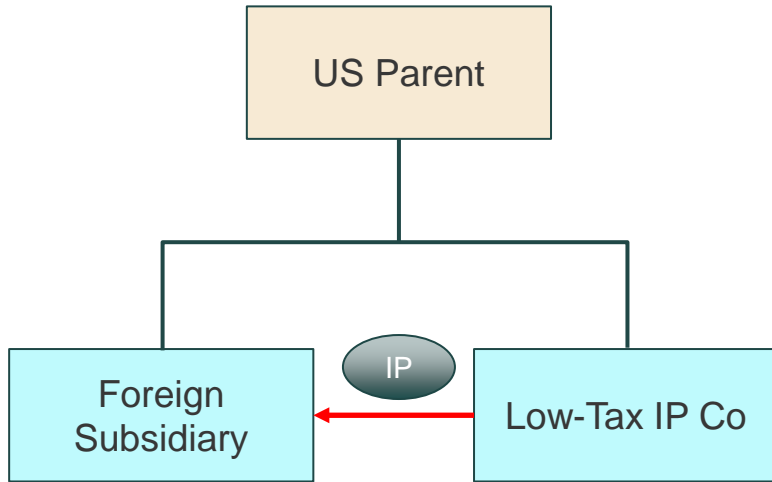 US Parent
IP
Foreign
Subsidiary
Low-Tax IP Co